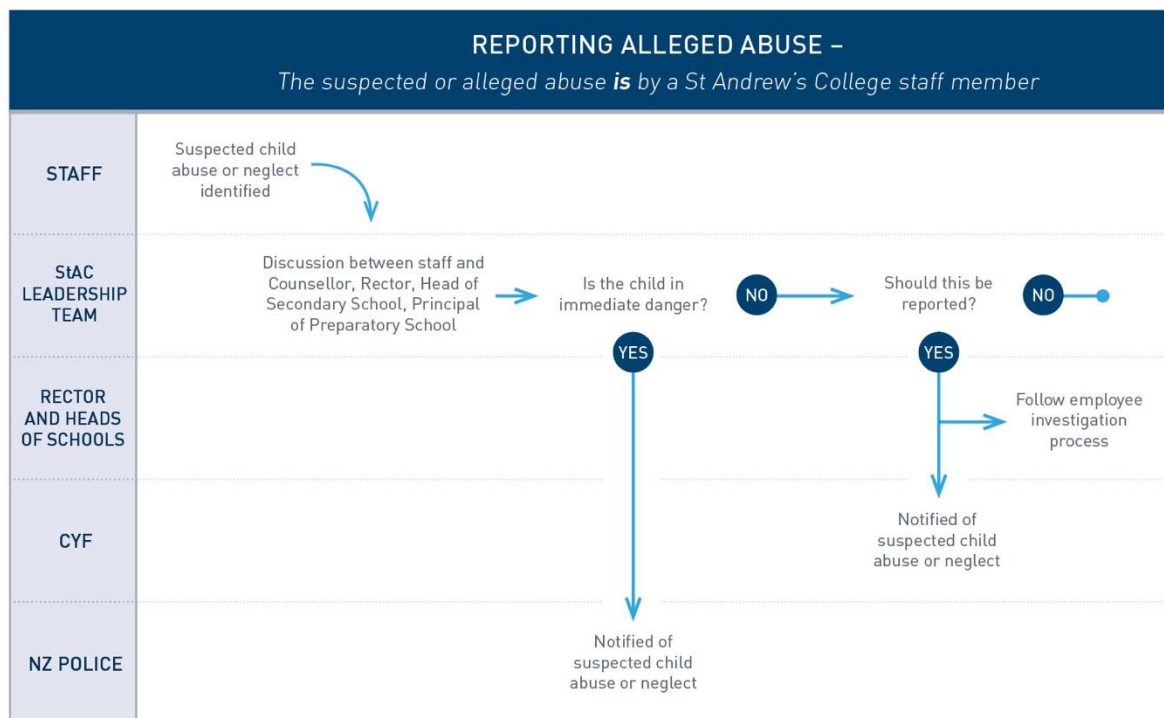 REPORTING ALLEGED ABUSE –
The suspected or alleged abuse is by a St Andrew's College staff member
STAFF
Suspected child
abuse or neglect
identified
StAC
LEADERSHIP
TEAM
Discussion between staff and
Counsellor, Rector, Head of
Secondary School, Principal
of Preparatory School
Is the child in
immediate danger?
NO
Should this be
reported?
NO
YES
YES
RECTOR
AND HEADS
OF SCHOOLS
Follow employee
investigation
process
CYF
Notified of
suspected child
abuse or neglect
NZ POLICE
Notified of
suspected child
abuse or neglect